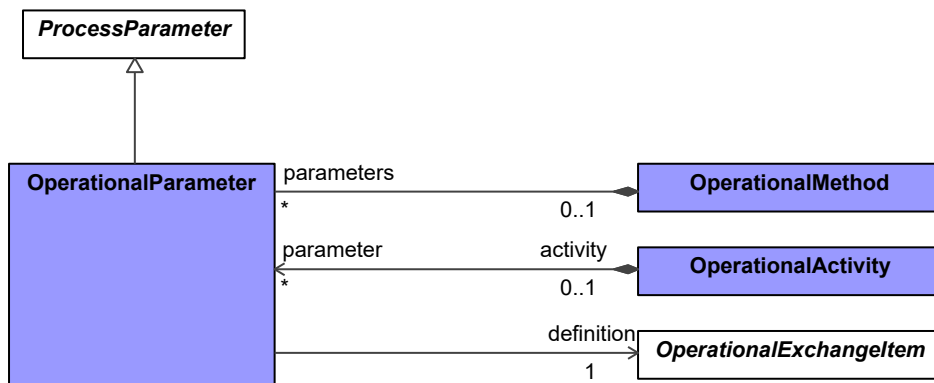 ProcessParameter
OperationalParameter
parameters
*
0..1
OperationalMethod
parameter
activity
*
0..1
OperationalActivity
definition
1
OperationalExchangeItem